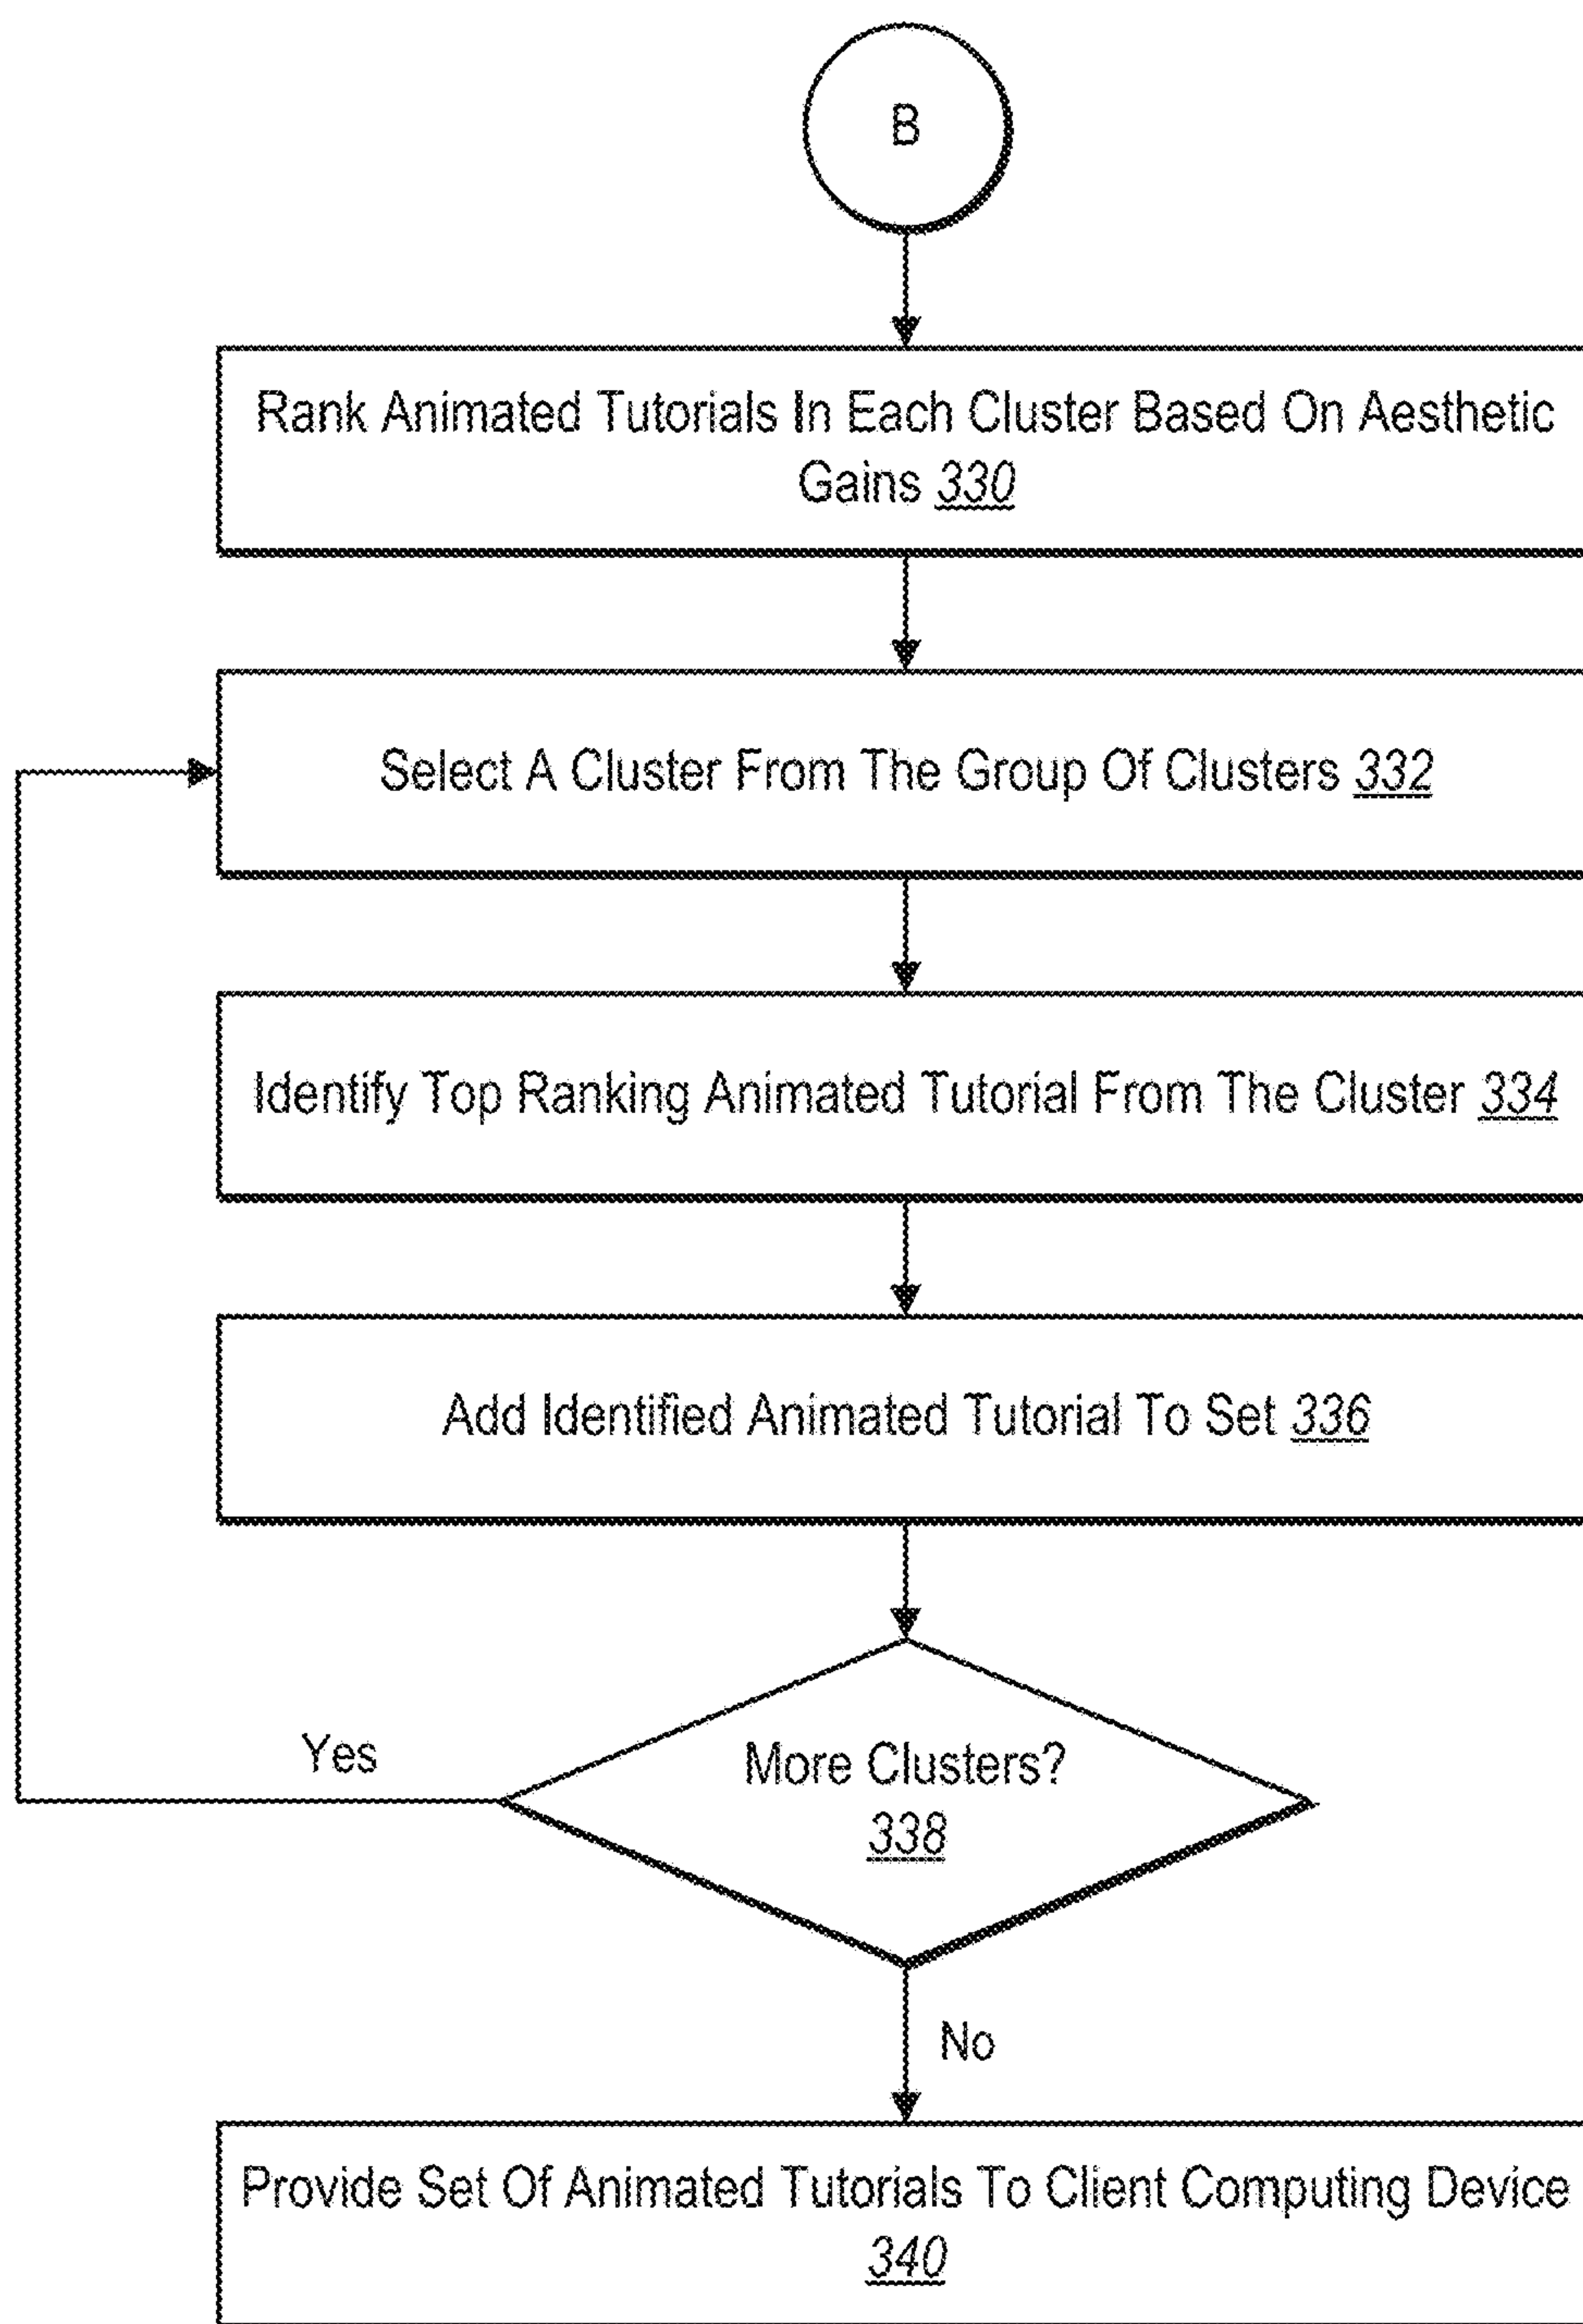 B
Rank Animated Tutorials In Each Cluster Based On Aesthetic
Gains 330
Select A Cluster From The Group Of Clusters 332
Identify Top Ranking Animated Tutorial From The Cluster 334
Add Identified Animated Tutorial To Set 336
Yes
More Clusters?
338
No
Provide Set Of Animated Tutorials To Client Computing Device
340